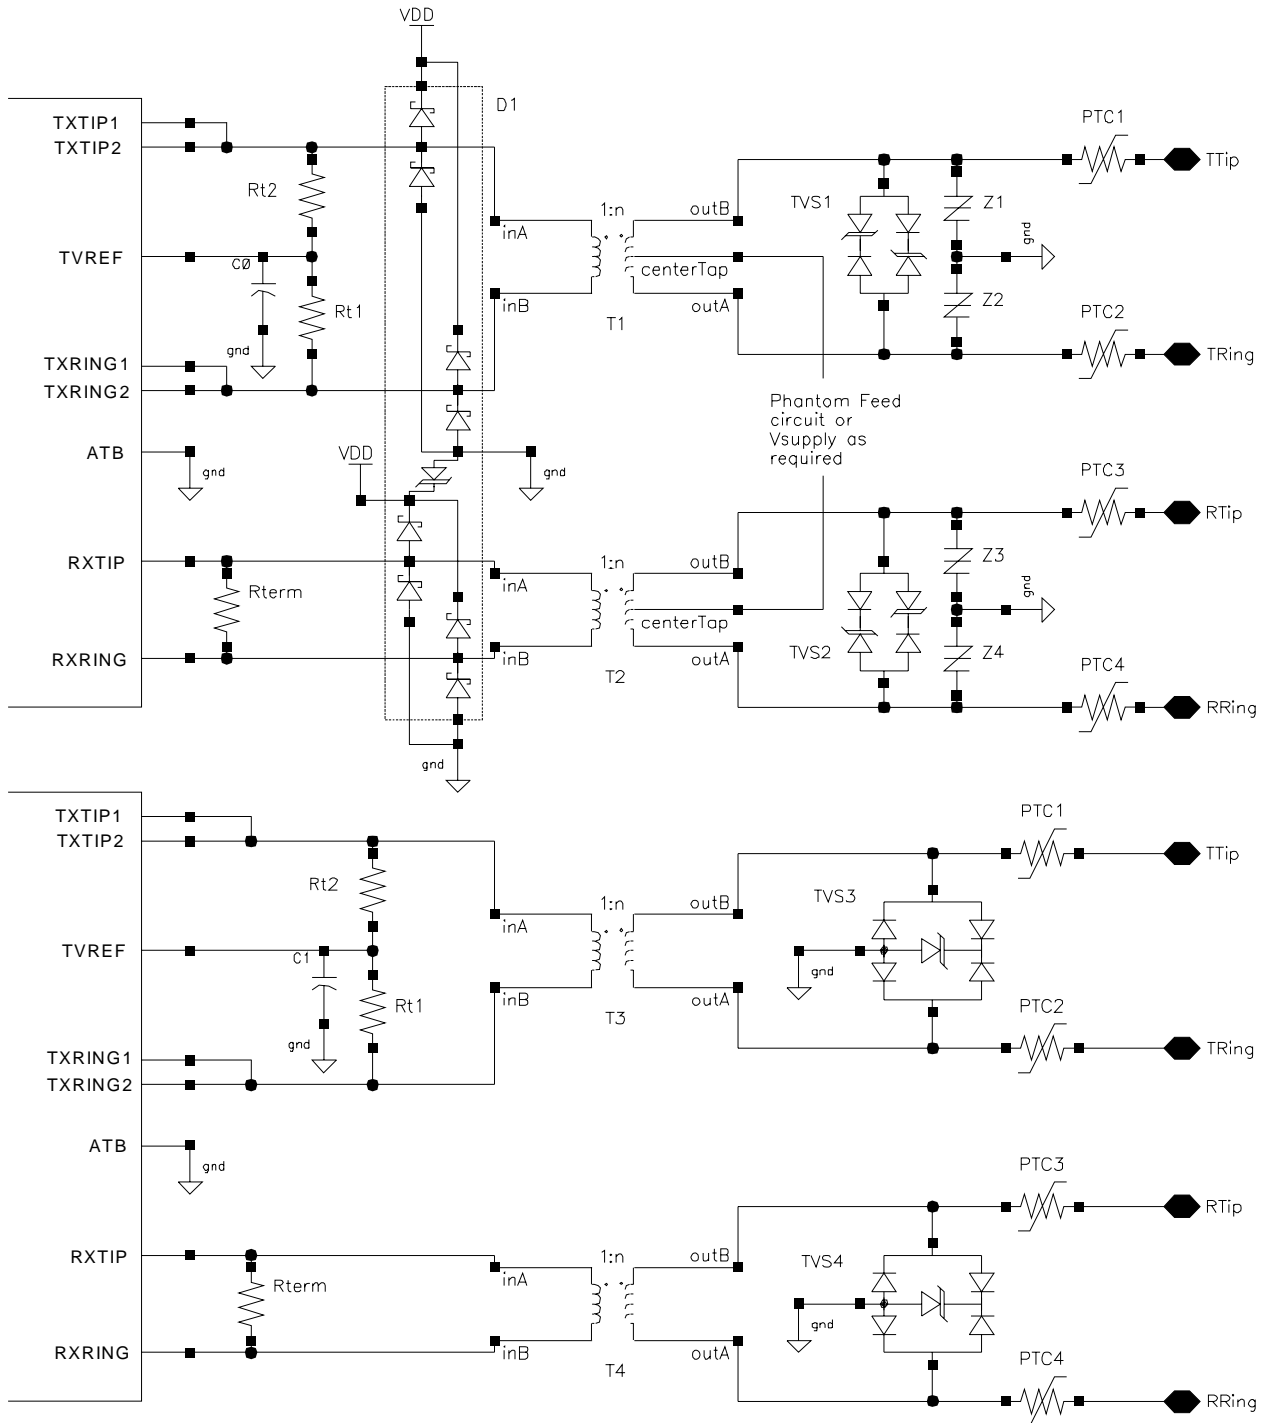 VDD
D1
TXTIP1
TXTIP2
PTC1
TTip
Rt2
TVS1
Z1
1:n
outB
inA
gnd
TVREF
CØ
centerTap
Rt1
inB
outA
T1
Z2
PTC2
gnd
TXRING1
TXRING2
TRing
Phantom Feed
circuit or
Vsupply as
required
ATB
gnd
VDD
gnd
PTC3
RTip
RXTIP
1:n
outB
Z3
inA
gnd
Rterm
centerTap
RXRING
inB
outA
TVS2
Z4
T2
PTC4
RRing
gnd
TXTIP1
TXTIP2
PTC1
TTip
Rt2
1:n
outB
TVS3
inA
TVREF
C1
gnd
Rt1
inB
outA
T3
PTC2
gnd
TXRING1
TXRING2
TRing
ATB
gnd
PTC3
RTip
RXTIP
1:n
outB
TVS4
inA
Rterm
gnd
RXRING
inB
outA
T4
PTC4
RRing